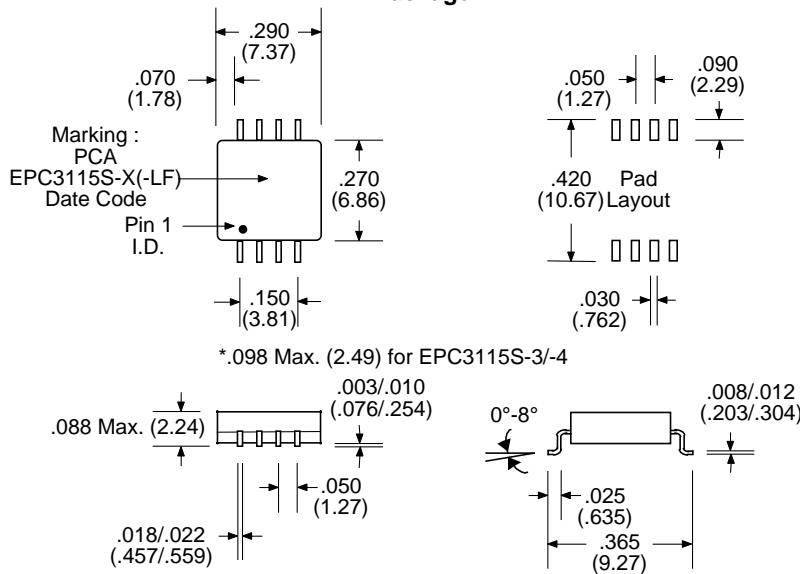 .290
(7.37)
.070
(1.78)
Marking :
PCA
EPC3115S-X(-LF)
Date Code
Pin 1
I.D.
.270
(6.86)
.150
(3.81)
.050
(1.27)
.090
(2.29)
.420
(10.67)
Pad
Layout
.030
(.762)
*.098 Max. (2.49) for EPC3115S-3/-4
.088 Max. (2.24)
.003/.010
(.076/.254)
.050
(1.27)
.018/.022
(.457/.559)
0°-8°
.008/.012
(.203/.304)
.025
(.635)
.365
(9.27)